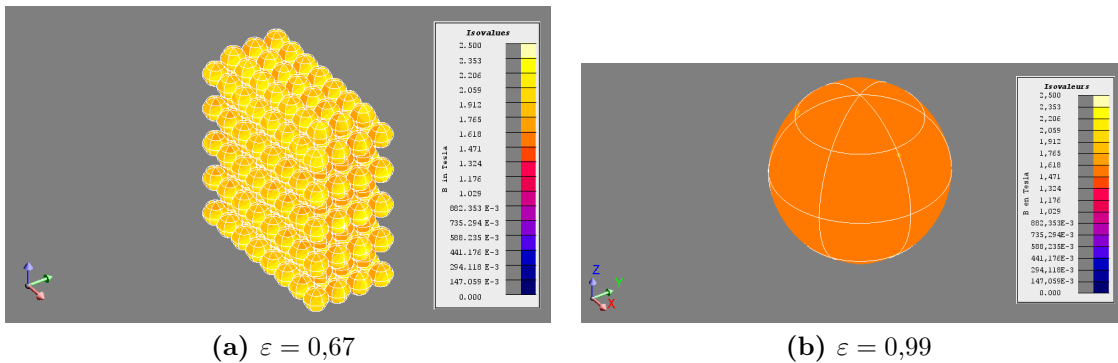 Isovalues
2.500
2.353
2.206
2.059
1.912
1.765
1.618
1.471
1.324
1.176
1.029
882.353 E-3
735.294 E-3
588.235 E-3
441.176 E-3
294.118 E-3
147.059 E-3
0.000
B in Tesla
(a) ε = 0,67
Isovaleurs
2,500
2,353
2,206
2,059
1,912
1,765
1,618
1,471
1,324
1,176
1,029
882,353E-3
735,294E-3
588,235E-3
441,176E-3
294,118E-3
147,059E-3
0.000
B en Tesla
Z
Y
X
(b) ε = 0,99